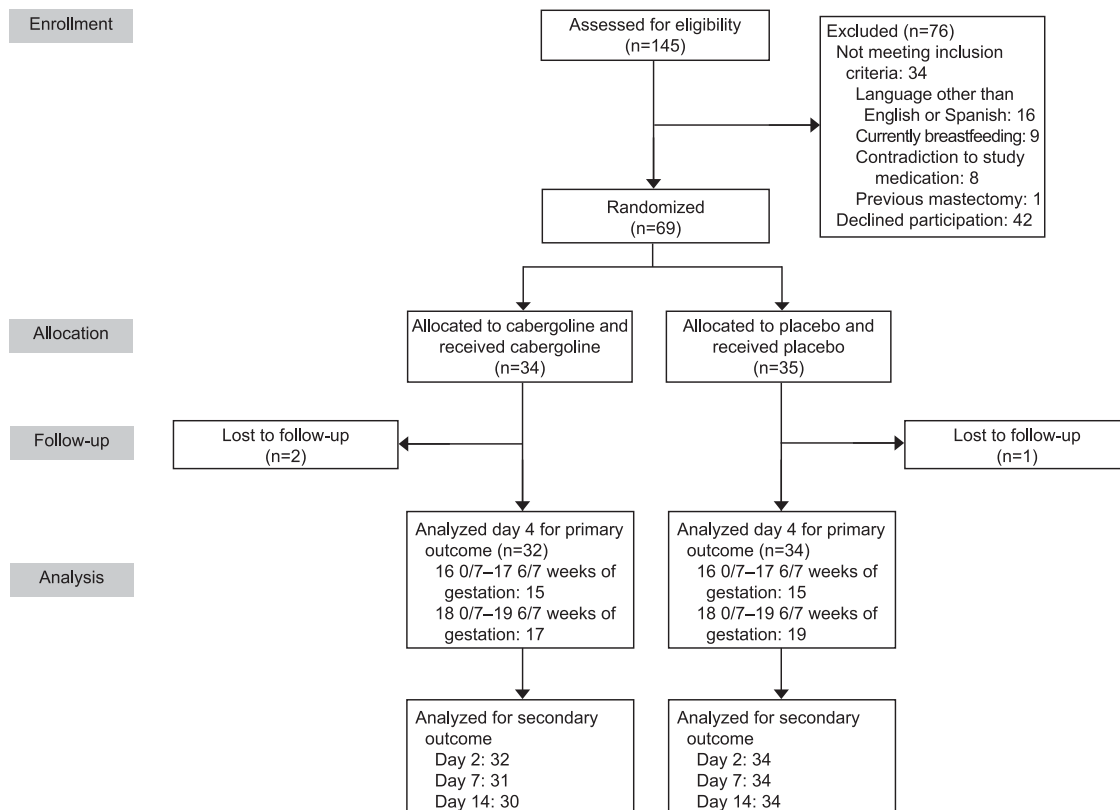 Enrollment
Assessed for eligibility
(n=145)
Excluded (n=76)
Not meeting inclusion
criteria: 34
Language other than
English or Spanish: 16
Currently breastfeeding: 9
Contradiction to study
medication: 8
Previous mastectomy: 1
Declined participation: 42
Randomized
(n=69)
Allocation
Allocated to cabergoline and
received cabergoline
(n=34)
Allocated to placebo and
received placebo
(n=35)
Follow-up
Lost to follow-up
(n=2)
Lost to follow-up
(n=1)
Analysis
Analyzed day 4 for primary
outcome (n=32)
16 0/7–17 6/7 weeks of
gestation: 15
18 0/7–19 6/7 weeks of
gestation: 17
Analyzed day 4 for primary
outcome (n=34)
16 0/7–17 6/7 weeks of
gestation: 15
18 0/7–19 6/7 weeks of
gestation: 19
Analyzed for secondary
outcome
Day 2: 32
Day 7: 31
Day 14: 30
Analyzed for secondary
outcome
Day 2: 34
Day 7: 34
Day 14: 34